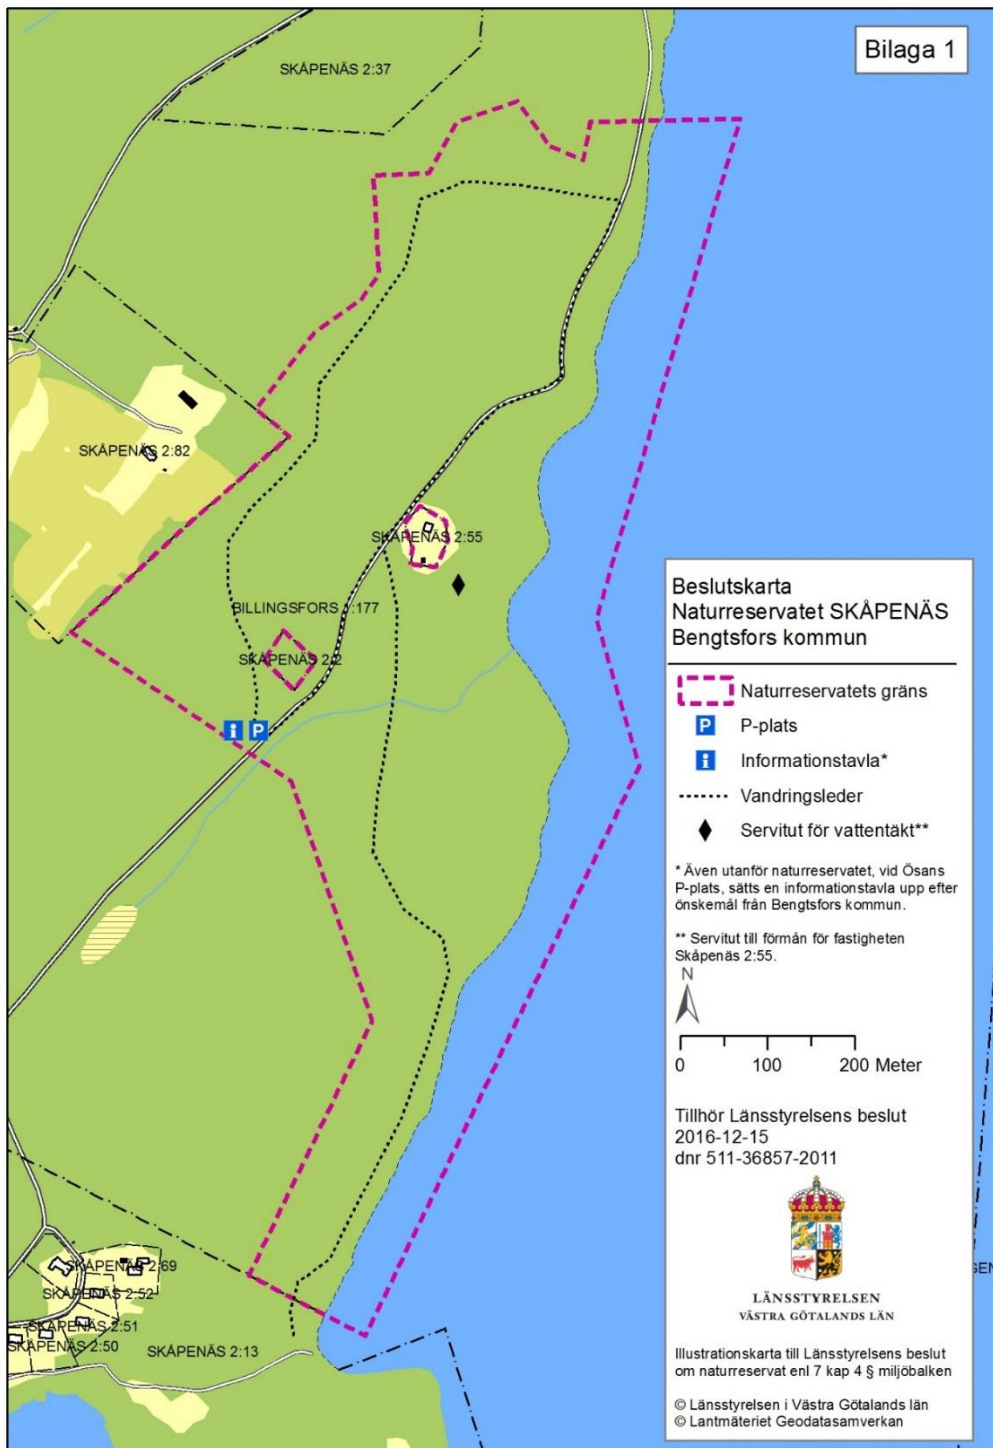 Bilaga 1
SKÅPENÄS 2:37
SKÅPENÄS 2:82
SKÅPENÄS 2:55
BILLINGSFORS 1:177
SKÅPENÄS 2:2
i P
SKÅPENÄS 2:69
SKÅPENÄS 2:52
SKÅPENÄS 2:51
SKÅPENÄS 2:50
SKÅPENÄS 2:13
Beslutskarta
Naturreservatet SKÅPENÄS
Bengtsfors kommun
Naturreservatets gräns
P P-plats
i Informationstavla*
Vandringsleder
Servitut för vattentäkt**
* Även utanför naturreservatet, vid Ösans
P-plats, sätts en informationstavla upp efter
önskemål från Bengtsfors kommun.
** Servitut till förmån för fastigheten
Skåpenäs 2:55.
N
0 100 200 Meter
Tillhör Länsstyrelsens beslut
2016-12-15
dnr 511-36857-2011
LÄNSSTYRELSEN
VÄSTRA GÖTALANDS LÄN
Illustrationskarta till Länsstyrelsens beslut
om naturreservat enl 7 kap 4 § miljöbalken
© Länsstyrelsen i Västra Götalands län
© Lantmäteriet Geodatasamverkan